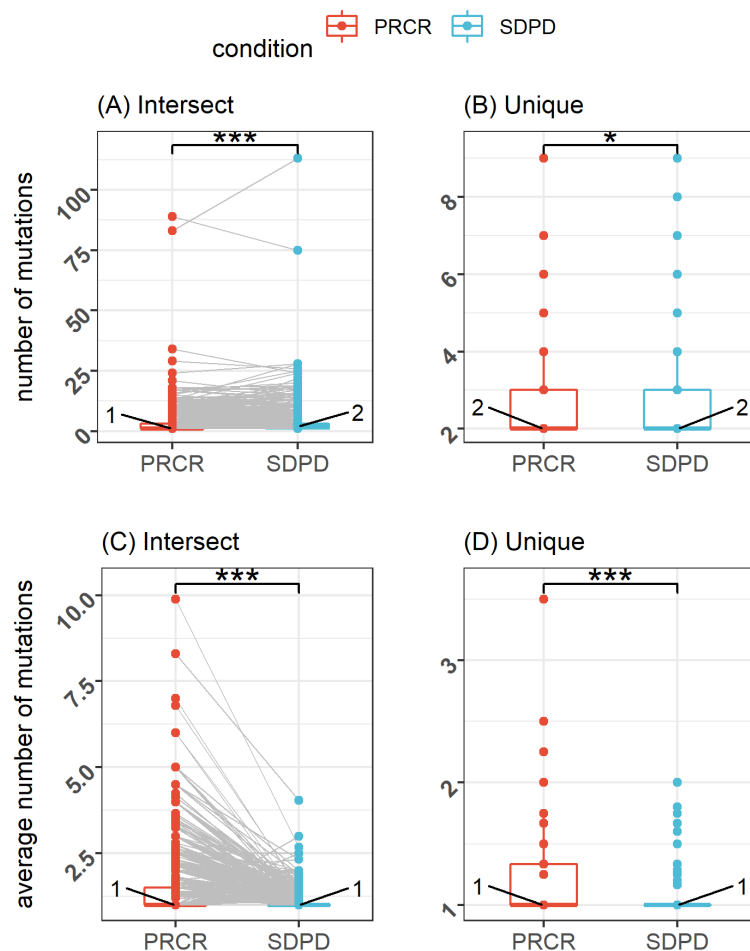 condition PRCR SDPD
(A) Intersect
***
number of mutations
100
75
50
25
0
1
2
PRCR SDPD
(B) Unique
*
8
6
4
2
2
2
PRCR SDPD
(C) Intersect
***
average number of mutations
10.0
7.5
5.0
2.5
1
1
PRCR SDPD
(D) Unique
***
3
2
1
1
1
PRCR SDPD